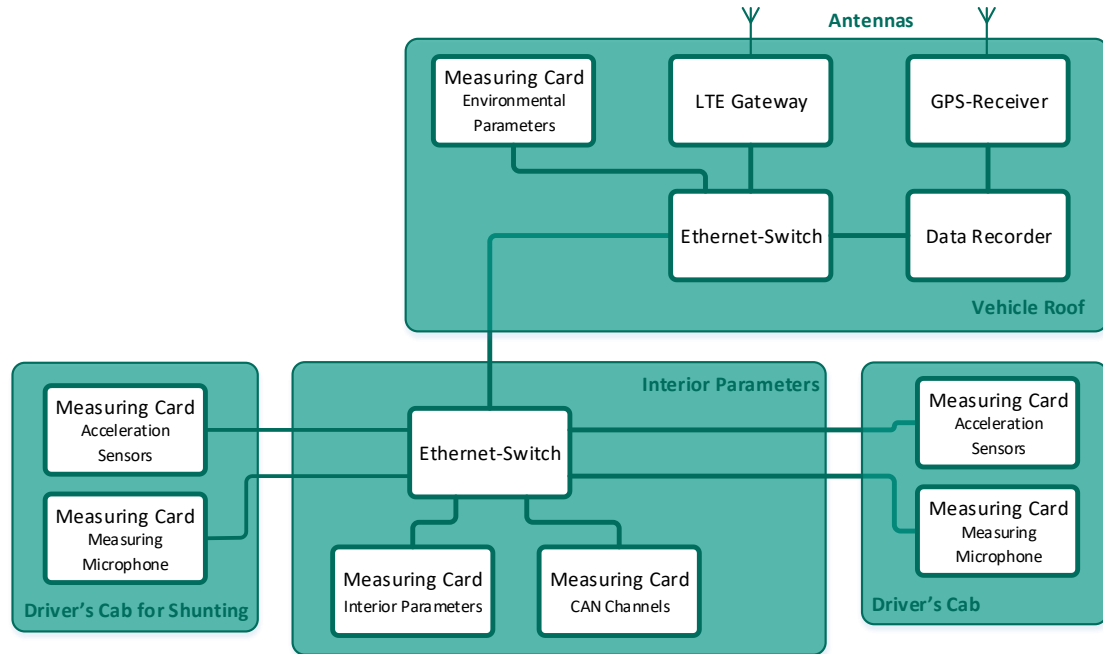 Antennas
Measuring Card
Environmental
Parameters
LTE Gateway
GPS-Receiver
Ethernet-Switch
Data Recorder
Vehicle Roof
Measuring Card
Acceleration
Sensors
Measuring Card
Measuring
Microphone
Driver’s Cab for Shunting
Interior Parameters
Ethernet-Switch
Measuring Card
Interior Parameters
Measuring Card
CAN Channels
Measuring Card
Acceleration
Sensors
Measuring Card
Measuring
Microphone
Driver’s Cab